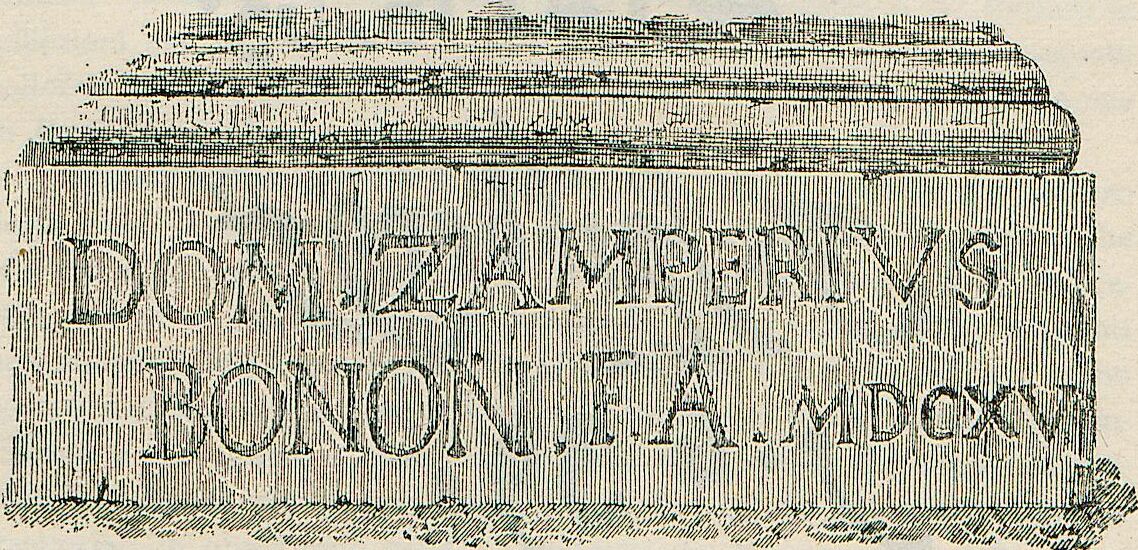 DOM. ZAMPERIVS
BONON, F. A. MDCXVI